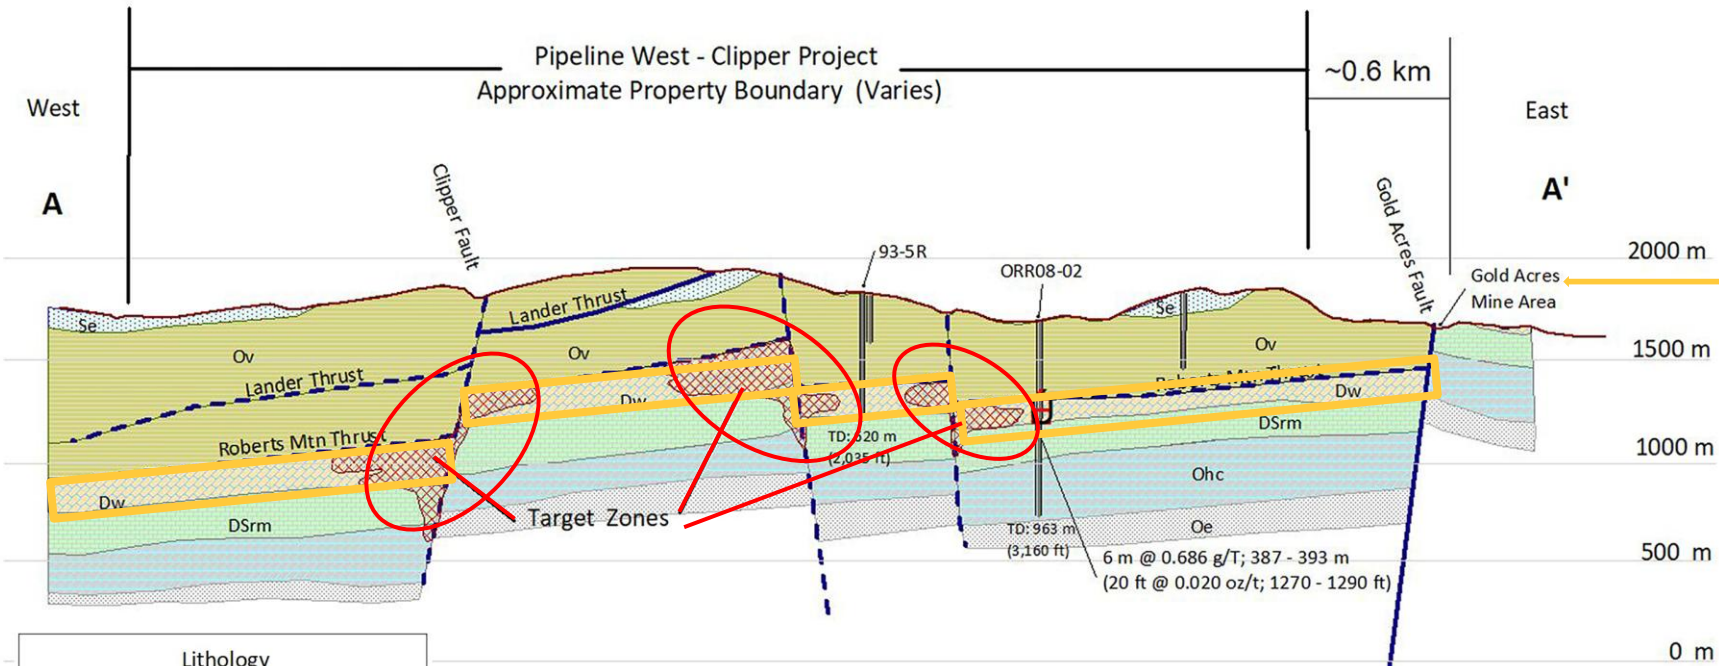 Pipeline West - Clipper Project
Approximate Property Boundary (Varies)
~0.6 km
West
East
A
A'
Clipper Fault
Gold Acres Fault
93-5R
ORR08-02
2000 m
Gold Acres
Mine Area
Lander Thrust
Se
Se
Ov
Ov
Ov
1500 m
Lander Thrust
Roberts Mtn Thrust
Dw
Dw
DSrm
Roberts Mtn Thrust
TD: 620 m
(2,035 ft)
1000 m
Dw
Ohc
DSrm
Target Zones
TD: 963 m
(3,160 ft)
Oe
500 m
6 m @ 0.686 g/T; 387 - 393 m
(20 ft @ 0.020 oz/t; 1270 - 1290 ft)
0 m
Lithology